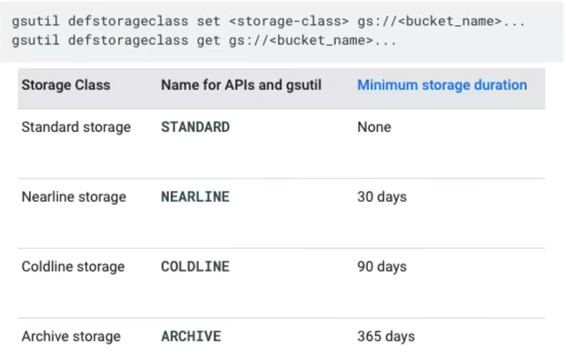 gsutil defstorageclass set <storage-class> gs://<bucket_name>...
gsutil defstorageclass get gs://<bucket_name>...
Storage Class Name for APIs and gsutil Minimum storage duration
Standard storage STANDARD None
Nearline storage NEARLINE 30 days
Coldline storage COLDLINE 90 days
Archive storage ARCHIVE 365 days